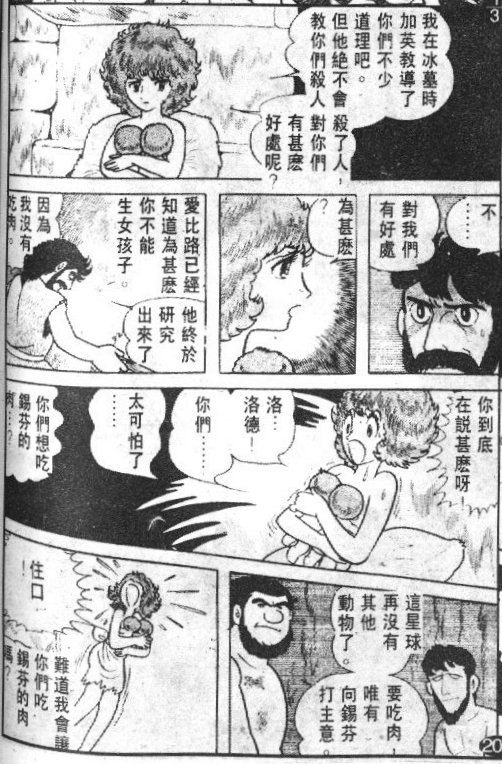 我在冰墓時
加英教導了
你們不少
道理吧。
但他絕不會
教你們殺人
殺了人，
對你們
有甚麽
好處呢？
不…
對我們
有好處
為甚麽
？
愛比路已經
知道為甚麽
你不能
生女孩子。
他終於
研究
出來了
因為
我沒有
吃肉。
你到底
在説甚麽呀
洛…
洛德！
你們……
太可怕了
……
你們想吃
錫芬的
肉…？
這星球
再沒有
其他
動物了。
要吃肉，
唯有
向錫芬
打主意。
住口
！
難道我會讓
你們吃
錫芬的肉
嗎？
3
20